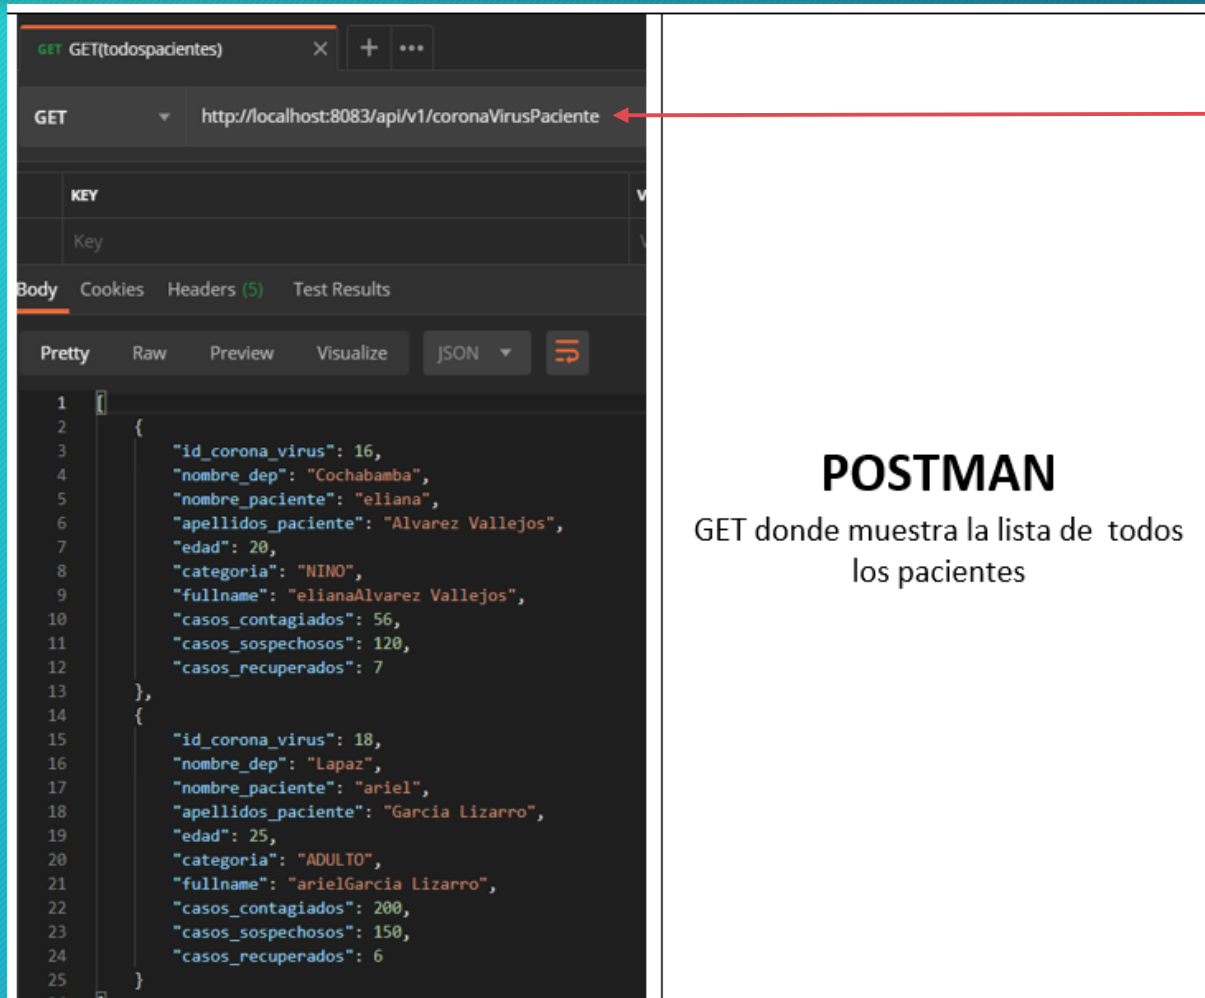 GET GET(todospacientes)
GET http://localhost:8083/api/v1/coronaVirusPaciente
KEY V
Key V
Body Cookies Headers (5) Test Results
Pretty Raw Preview Visualize JSON
1 [
2 {
3 "id_corona_virus": 16,
4 "nombre_dep": "Cochabamba",
5 "nombre_paciente": "eliana",
6 "apellidos_paciente": "Alvarez Vallejos",
7 "edad": 20,
8 "categoria": "NINO",
9 "fullname": "elianaAlvarez Vallejos",
10 "casos_contagiados": 56,
11 "casos_sospechosos": 120,
12 "casos_recuperados": 7
13 },
14 {
15 "id_corona_virus": 18,
16 "nombre_dep": "Lapaz",
17 "nombre_paciente": "ariel",
18 "apellidos_paciente": "Garcia Lizarro",
19 "edad": 25,
20 "categoria": "ADULTO",
21 "fullname": "arielGarcia Lizarro",
22 "casos_contagiados": 200,
23 "casos_sospechosos": 150,
24 "casos_recuperados": 6
25 }
POSTMAN
GET donde muestra la lista de todos
los pacientes